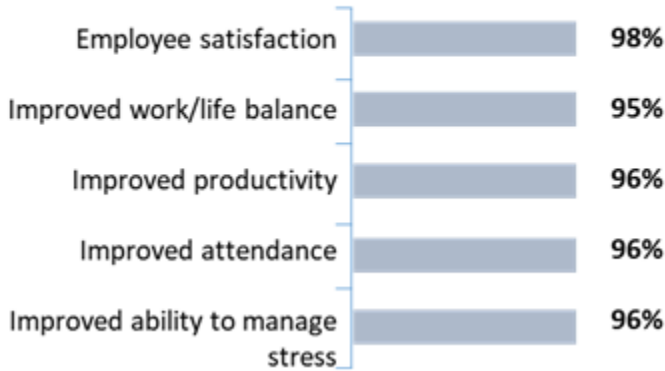 Employee satisfaction 98%
Improved work/life balance 95%
Improved productivity 96%
Improved attendance 96%
Improved ability to manage 96%
stress